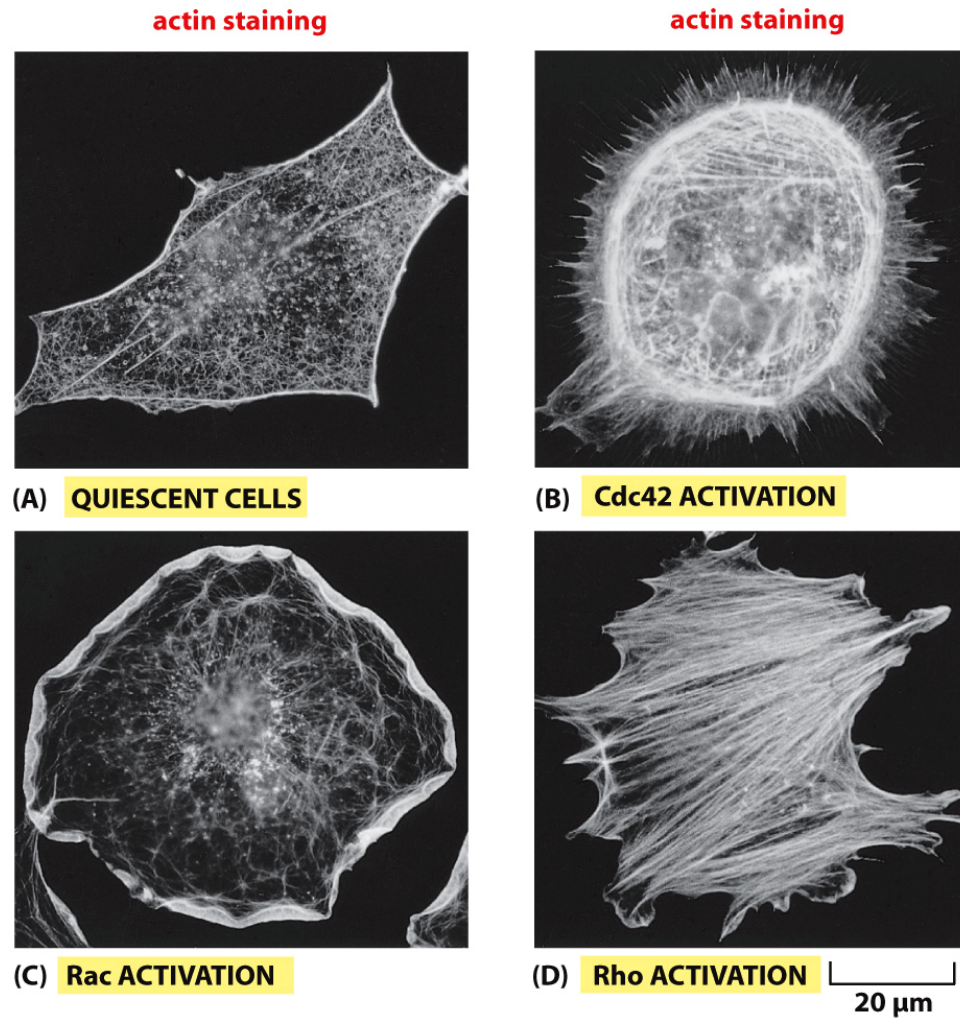 actin staining
actin staining
(A) QUIESCENT CELLS
(B) Cdc42 ACTIVATION
(C) Rac ACTIVATION
(D) Rho ACTIVATION
20 μm